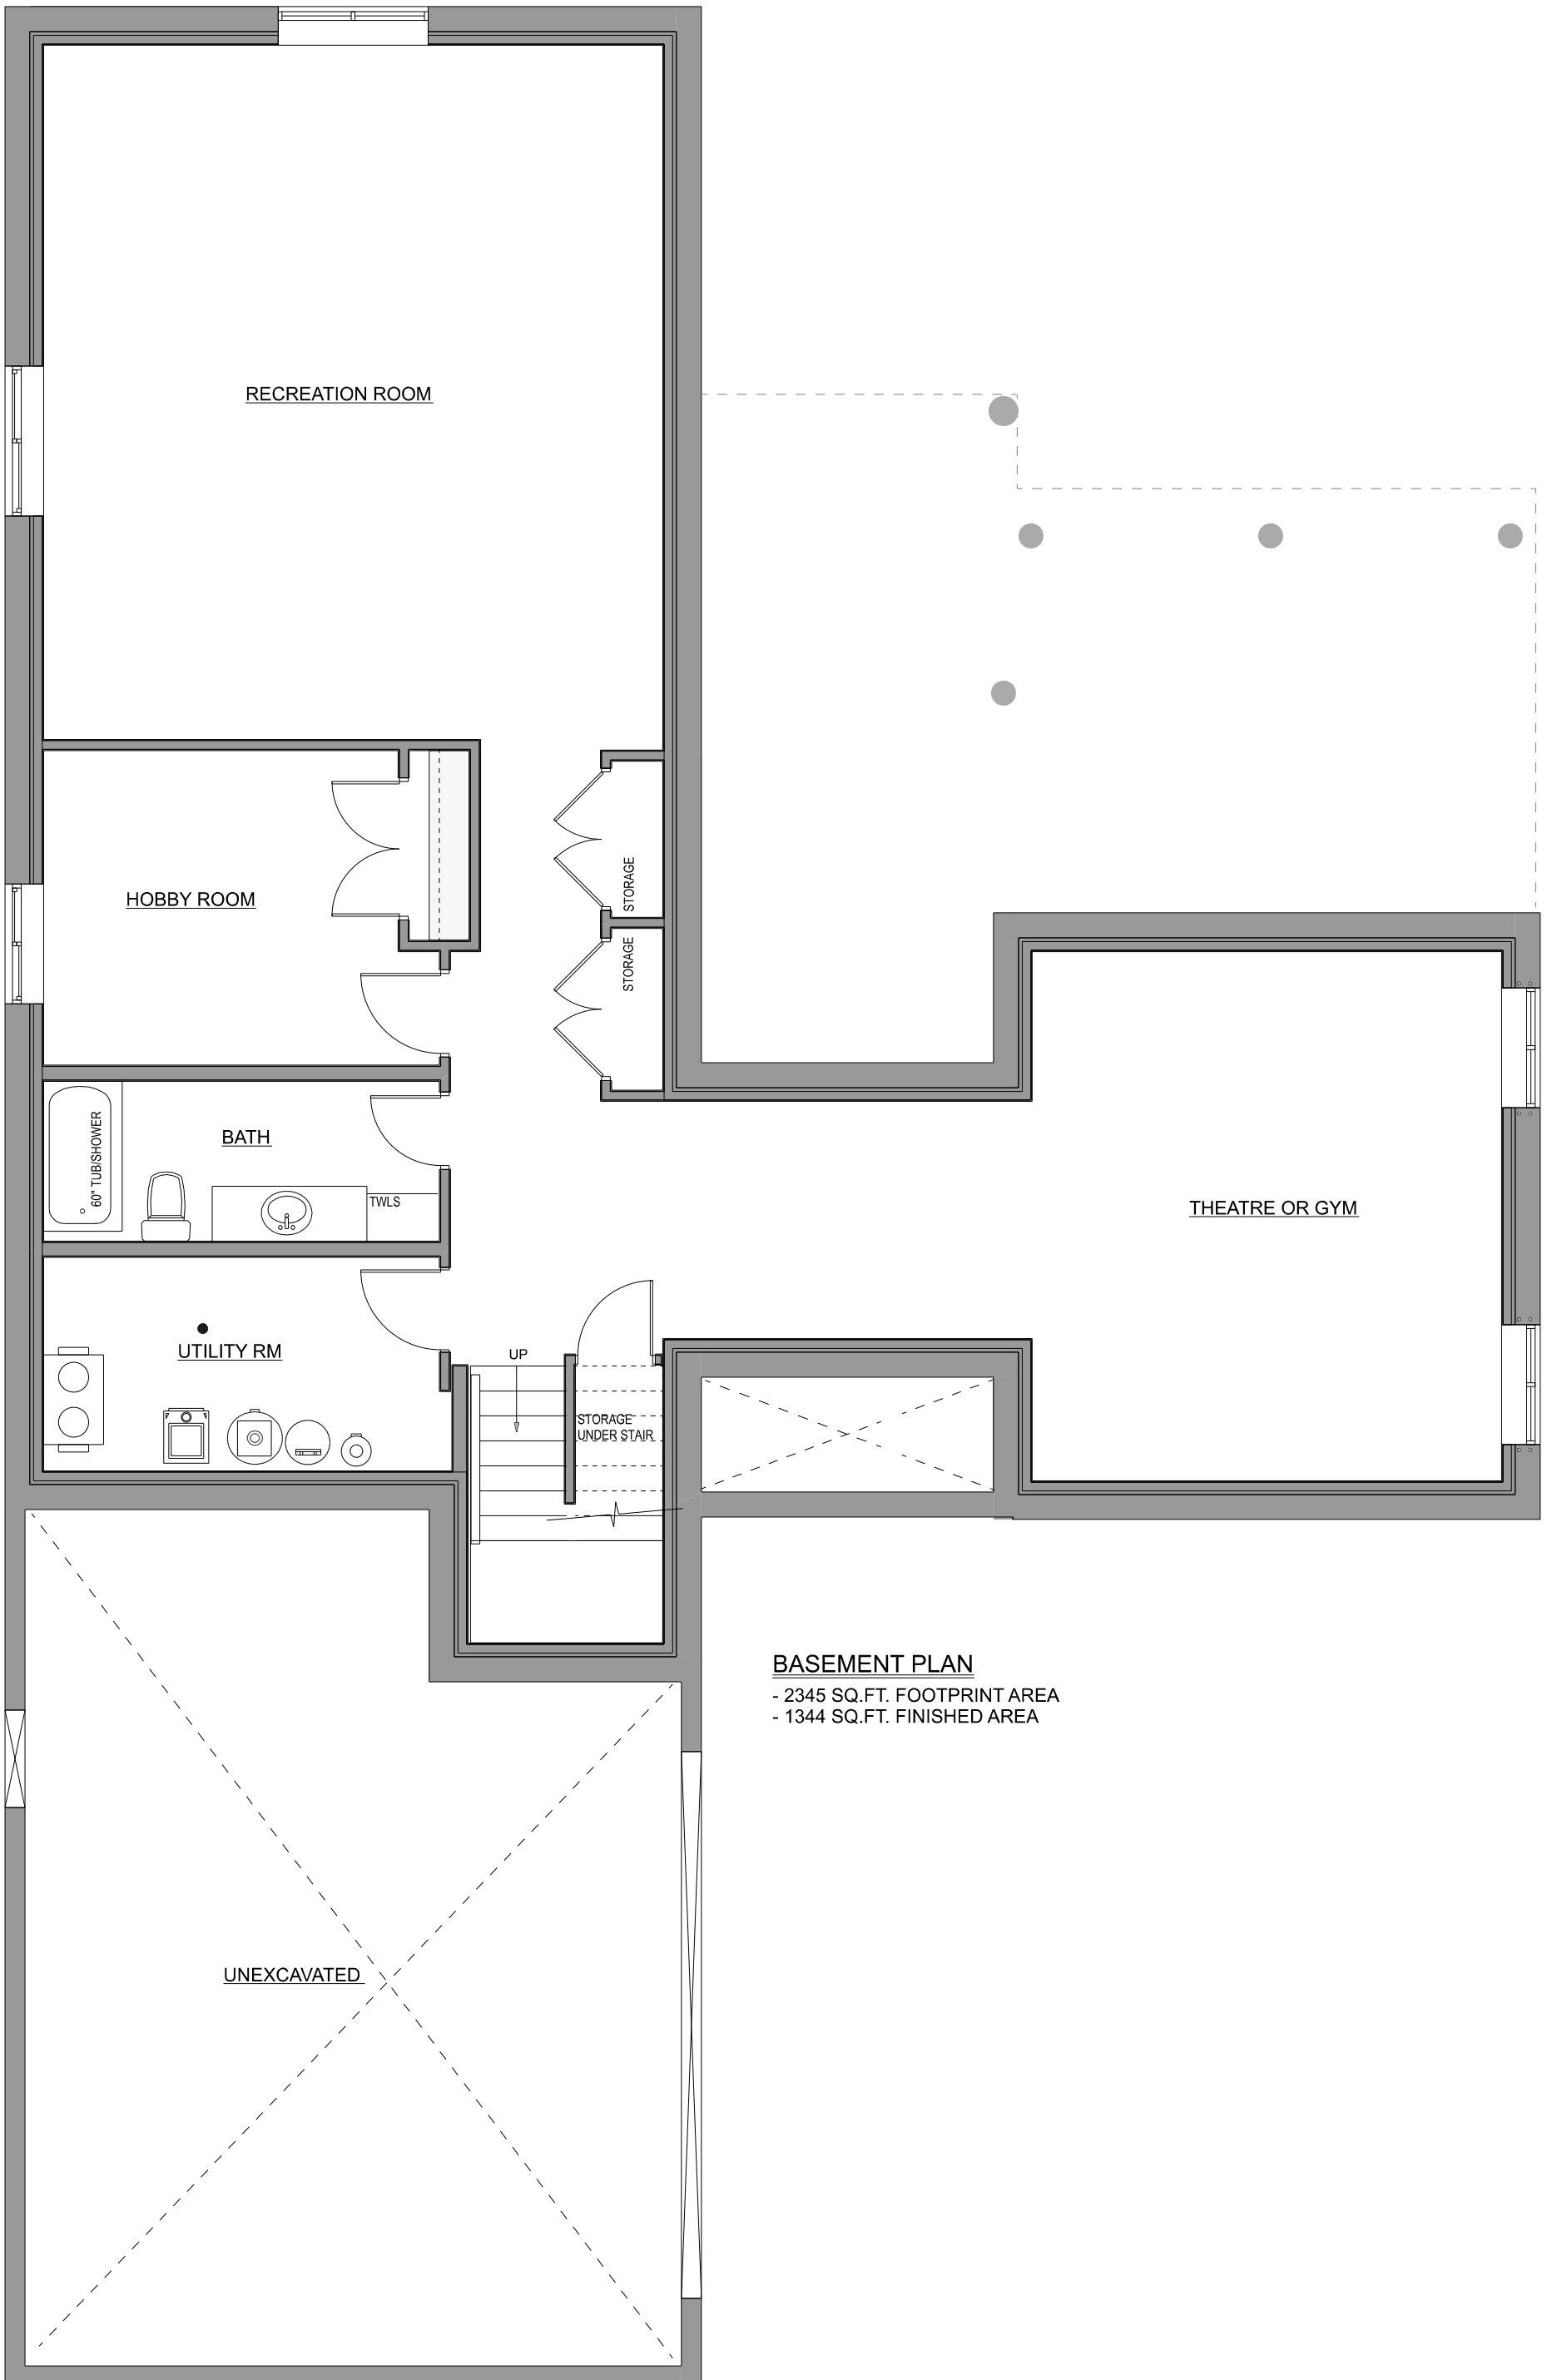 RECREATION ROOM
HOBBY ROOM
STORAGE
STORAGE
BATH
60" TUB/SHOWER
TWLS
THEATRE OR GYM
UTILITY RM
UP
STORAGE
UNDER STAIR
BASEMENT PLAN
- 2345 SQ.FT. FOOTPRINT AREA
- 1344 SQ.FT. FINISHED AREA
UNEXCAVATED